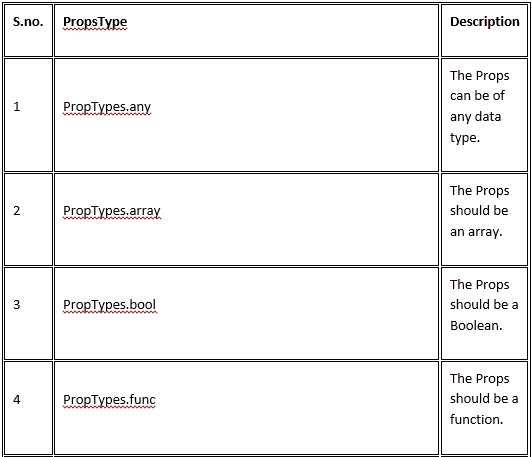 S.no. PropsType Description
The Props
can be of
1 PropTypes.any
any data
type.
The Props
2 PropTypes.array should be
an array.
The Props
3 PropTypes.bool should be a
Boolean.
The Props
4 PropTypes.func should be a
function.